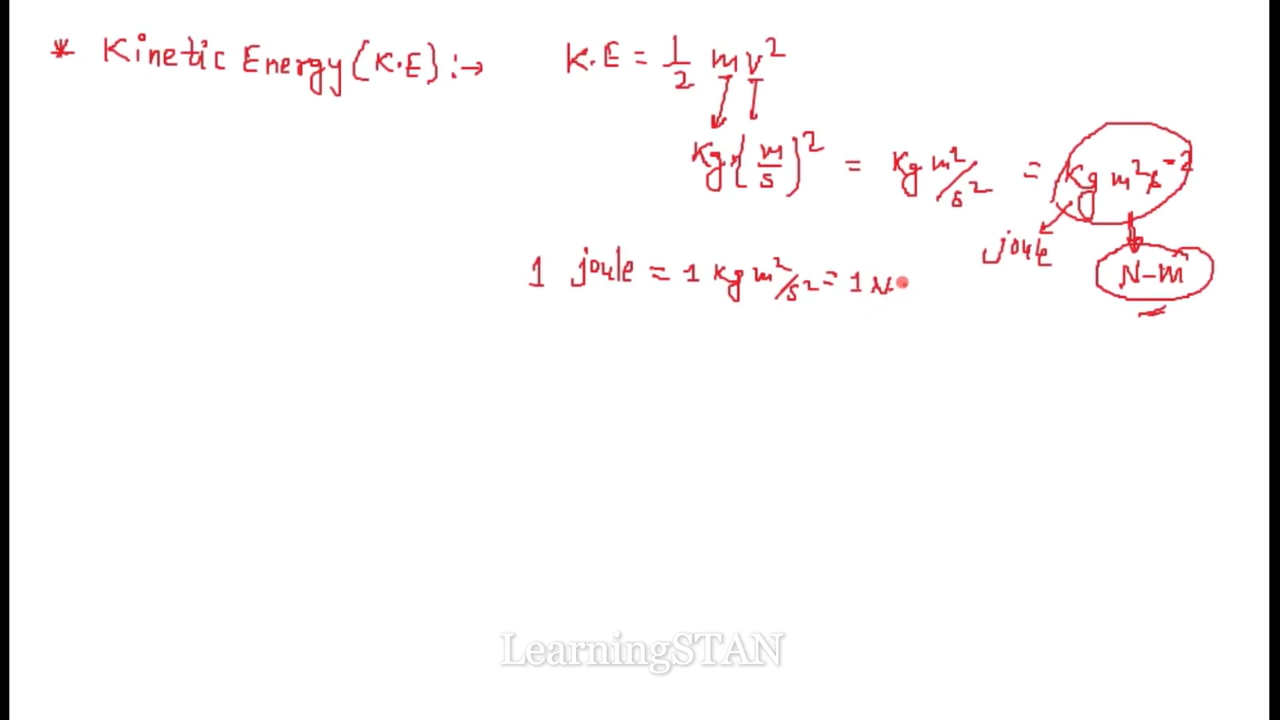 * Kinetic Energy (K.E) :→ K.E = 1/2 mv²
Kg (m/s)² = Kg m²/s² = Kg m²s⁻²
joule
N-m
1 joule = 1 Kg m²/s² = 1 N
LearningSTAN